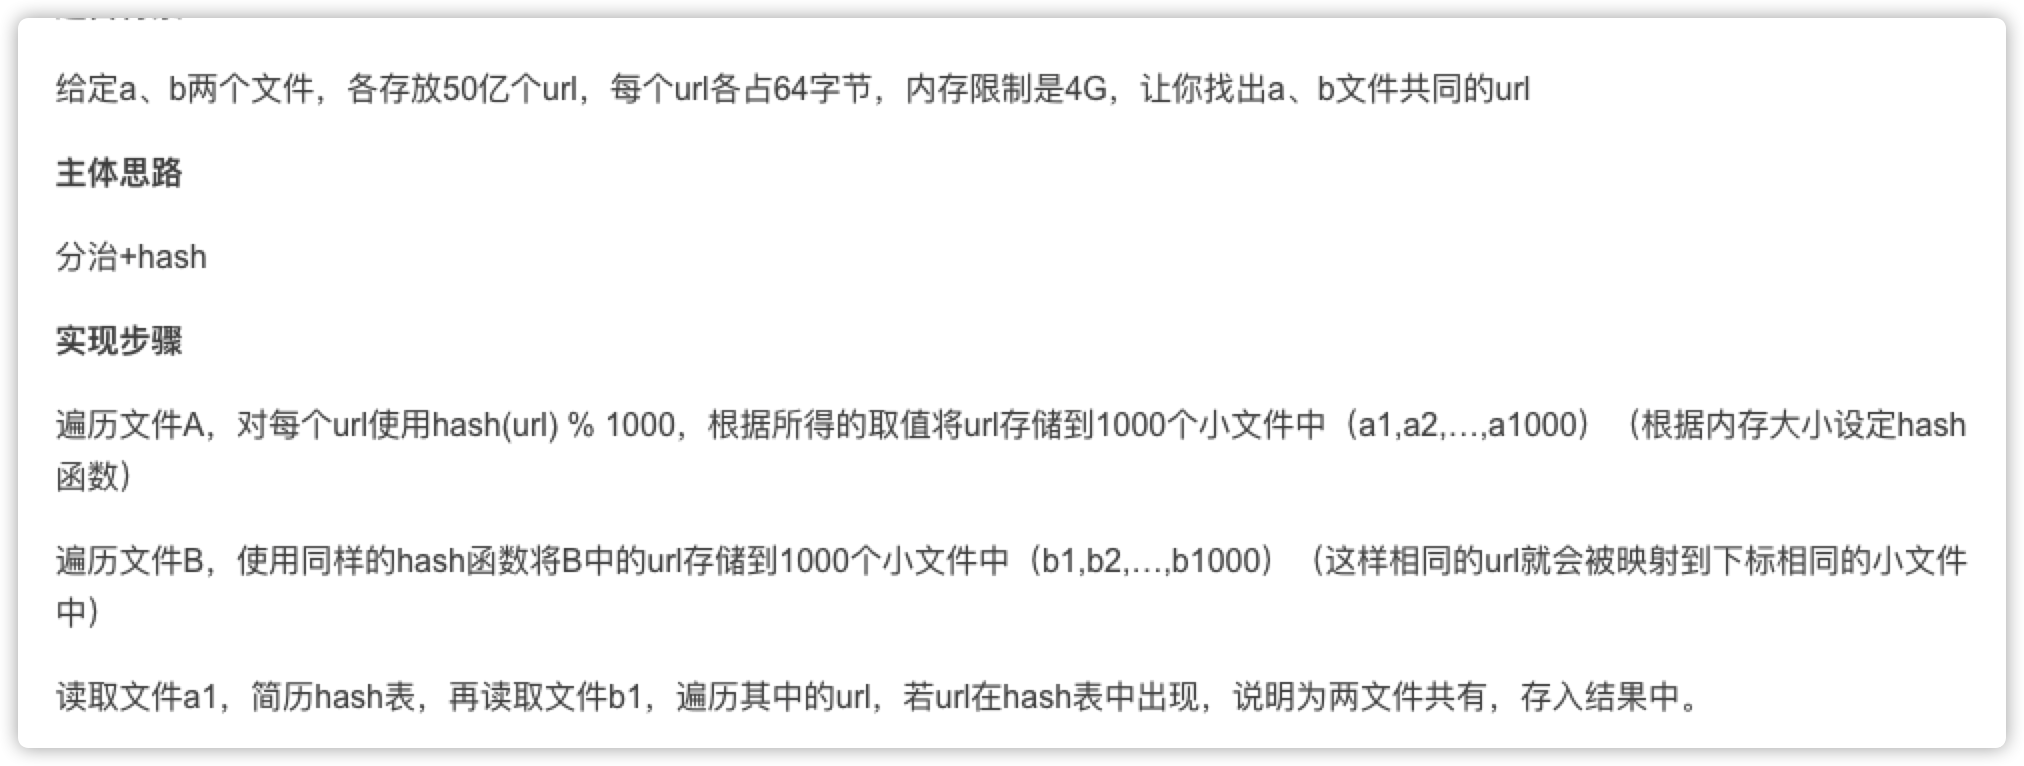 给定a、b两个文件，各存放50亿个url，每个url各占64字节，内存限制是4G，让你找出a、b文件共同的url
主体思路
分治+hash
实现步骤
遍历文件A，对每个url使用hash(url) % 1000，根据所得的取值将url存储到1000个小文件中（a1,a2,...,a1000）（根据内存大小设定hash
函数）
遍历文件B，使用同样的hash函数将B中的url存储到1000个小文件中（b1,b2,...,b1000）（这样相同的url就会被映射到下标相同的小文件
中）
读取文件a1，简历hash表，再读取文件b1，遍历其中的url，若url在hash表中出现，说明为两文件共有，存入结果中。